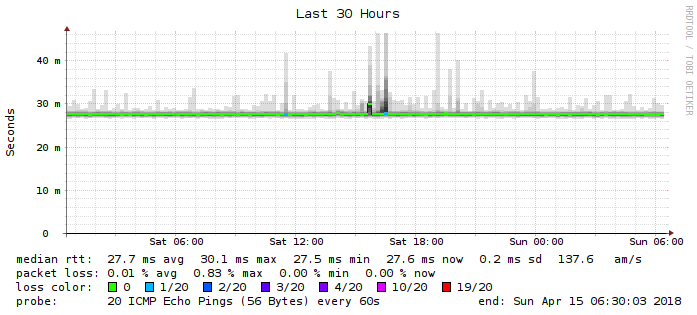 Last 30 Hours
RRDTOOL / TOBI OETIKER
Seconds
40 m
30 m
20 m
10 m
0
Sat 06:00 Sat 12:00 Sat 18:00 Sun 00:00 Sun 06:00
median rtt: 27.7 ms avg 30.1 ms max 27.5 ms min 27.6 ms now 0.2 ms sd 137.6 am/s
packet loss: 0.01 % avg 0.83 % max 0.00 % min 0.00 % now
loss color: 0 1/20 2/20 3/20 4/20 10/20 19/20
probe: 20 ICMP Echo Pings (56 Bytes) every 60s end: Sun Apr 15 06:30:03 2018